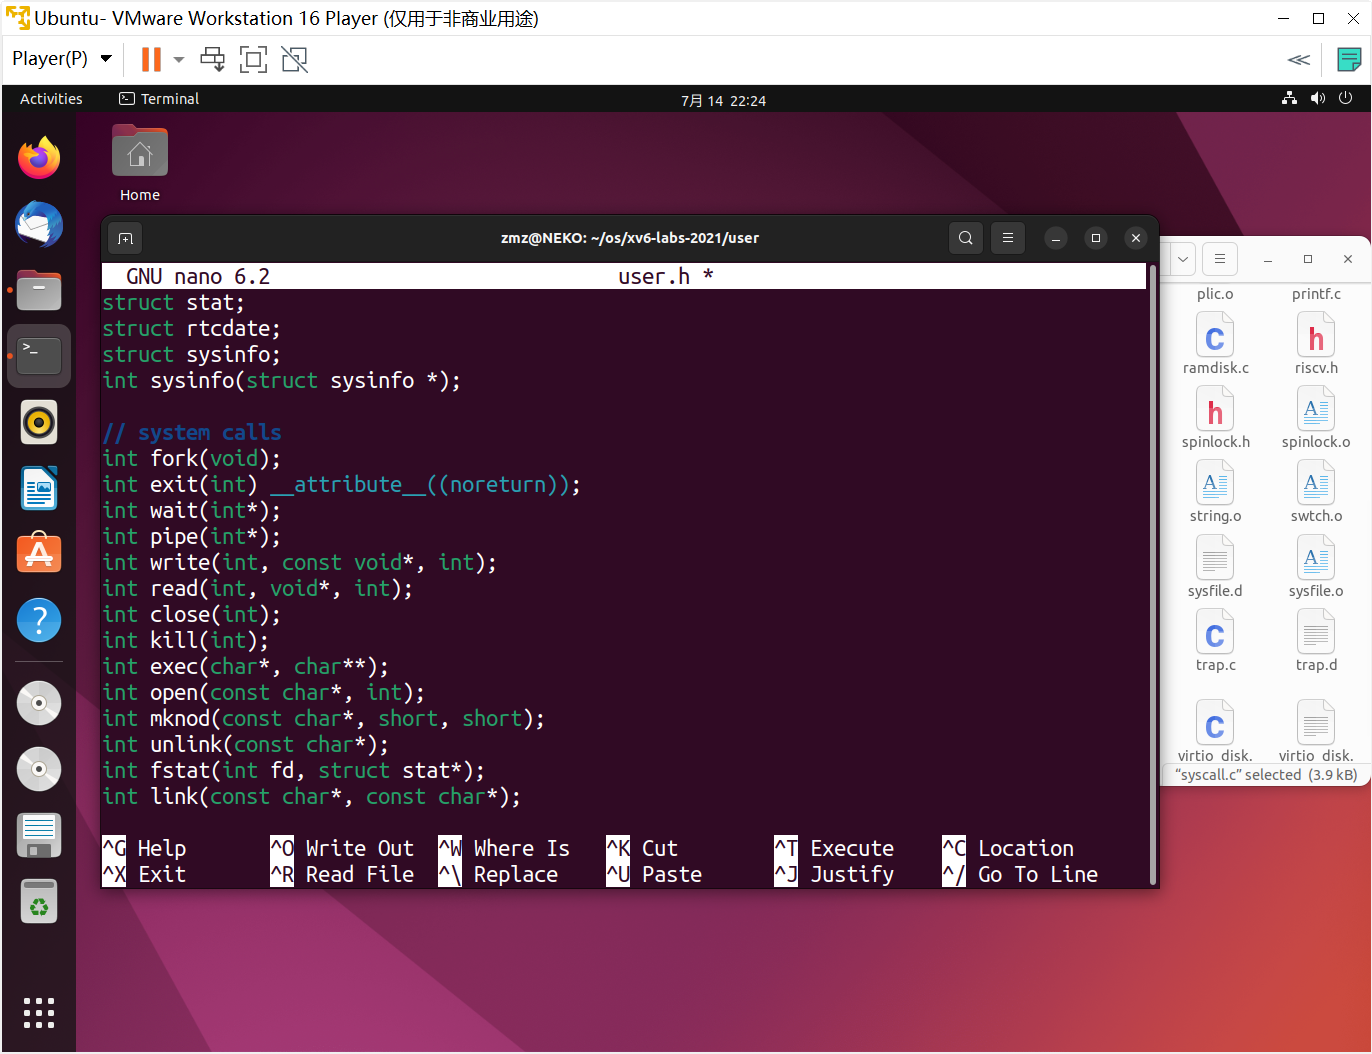 Ubuntu- VMware Workstation 16 Player (仅用于非商业用途)
Player(P)
Activities
Terminal
7月 14 22:24
Home
zmz@NEKO: ~/os/xv6-labs-2021/user
GNU nano 6.2 user.h *
struct stat;
struct rtcdate;
struct sysinfo;
int sysinfo(struct sysinfo *);
// system calls
int fork(void);
int exit(int) __attribute__((noreturn));
int wait(int*);
int pipe(int*);
int write(int, const void*, int);
int read(int, void*, int);
int close(int);
int kill(int);
int exec(char*, char**);
int open(const char*, int);
int mknod(const char*, short, short);
int unlink(const char*);
int fstat(int fd, struct stat*);
int link(const char*, const char*);
^G Help ^O Write Out ^W Where Is ^K Cut ^T Execute ^C Location
^X Exit ^R Read File ^\ Replace ^U Paste ^J Justify ^/ Go To Line
plic.o printf.c
ramdisk.c riscv.h
spinlock.h spinlock.o
string.o swtch.o
sysfile.d sysfile.o
trap.c trap.d
virtio_disk. virtio_disk.
“syscall.c” selected (3.9 kB)